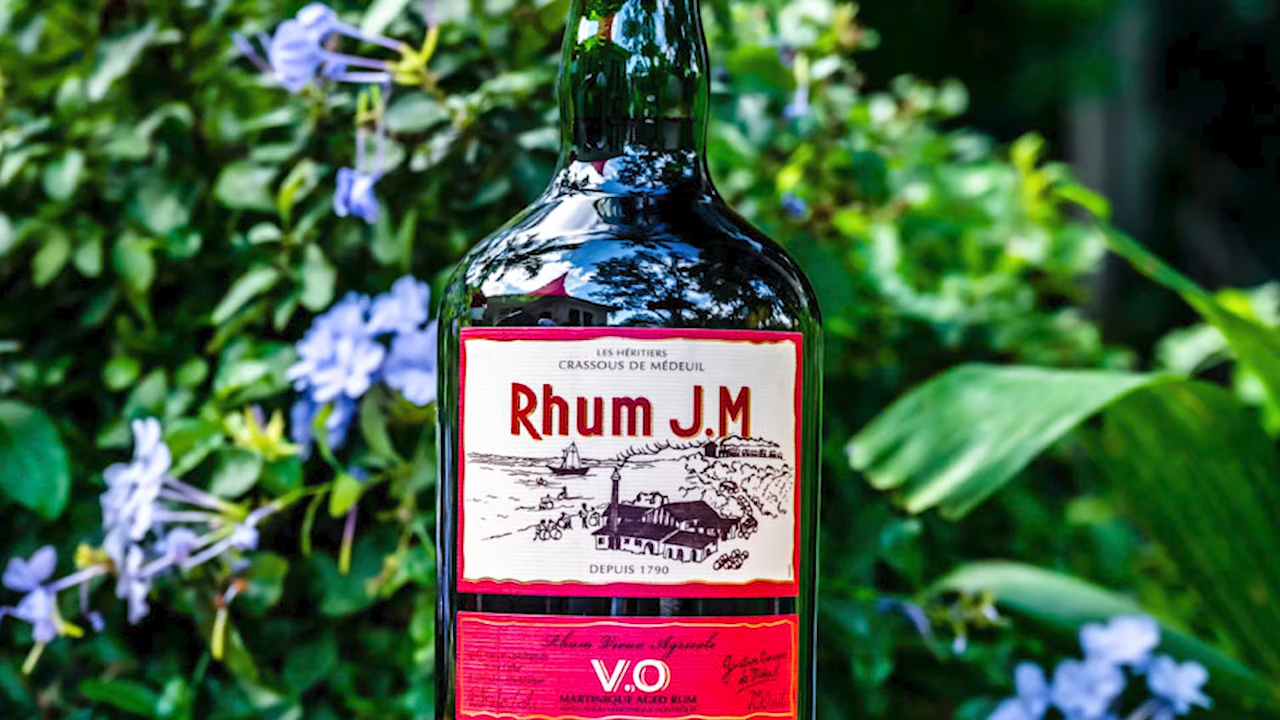 LES HÉRITIERS
CRASSOUS DE MÉDEUIL
Rhum J.M
DEPUIS 1790
Rhum Vieux Agricole
V.O
MARTINIQUE AGED RUM